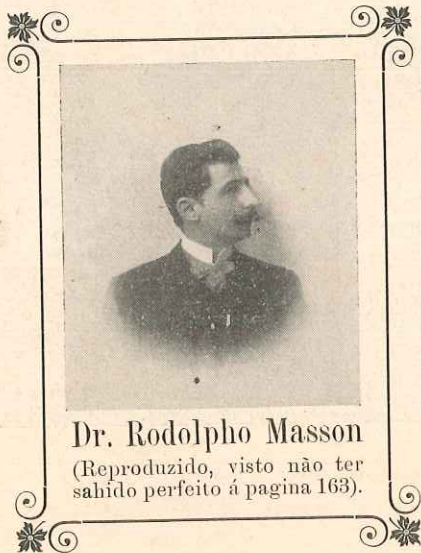 Dr. Rodolpho Masson
(Reproduzido, visto não ter
sahido perfeito á pagina 163).